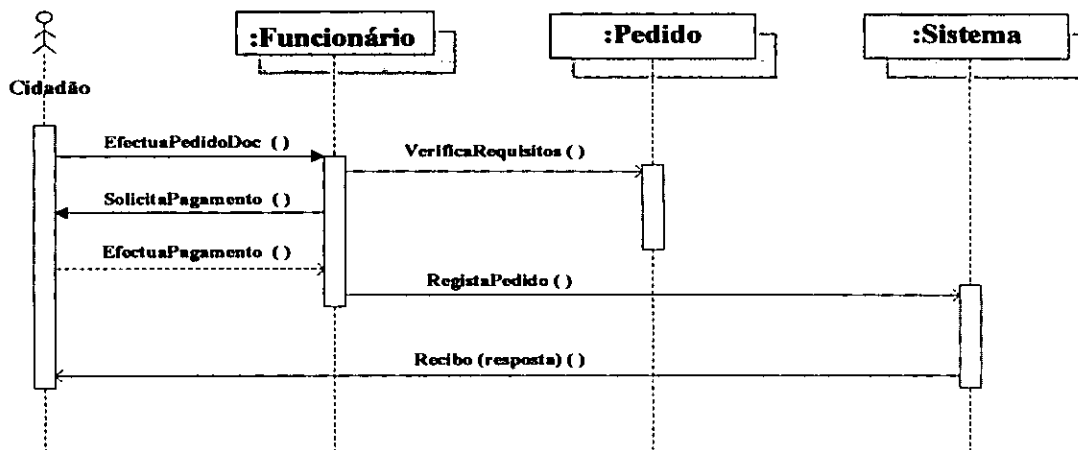 :Funcionário
:Pedido
:Sistema
Cidadão
EfectuaPedidoDoc ( )
VerificaRequisitos ( )
SolicitaPagamento ( )
EfectuaPagamento ( )
RegistaPedido ( )
Recibo (resposta) ( )